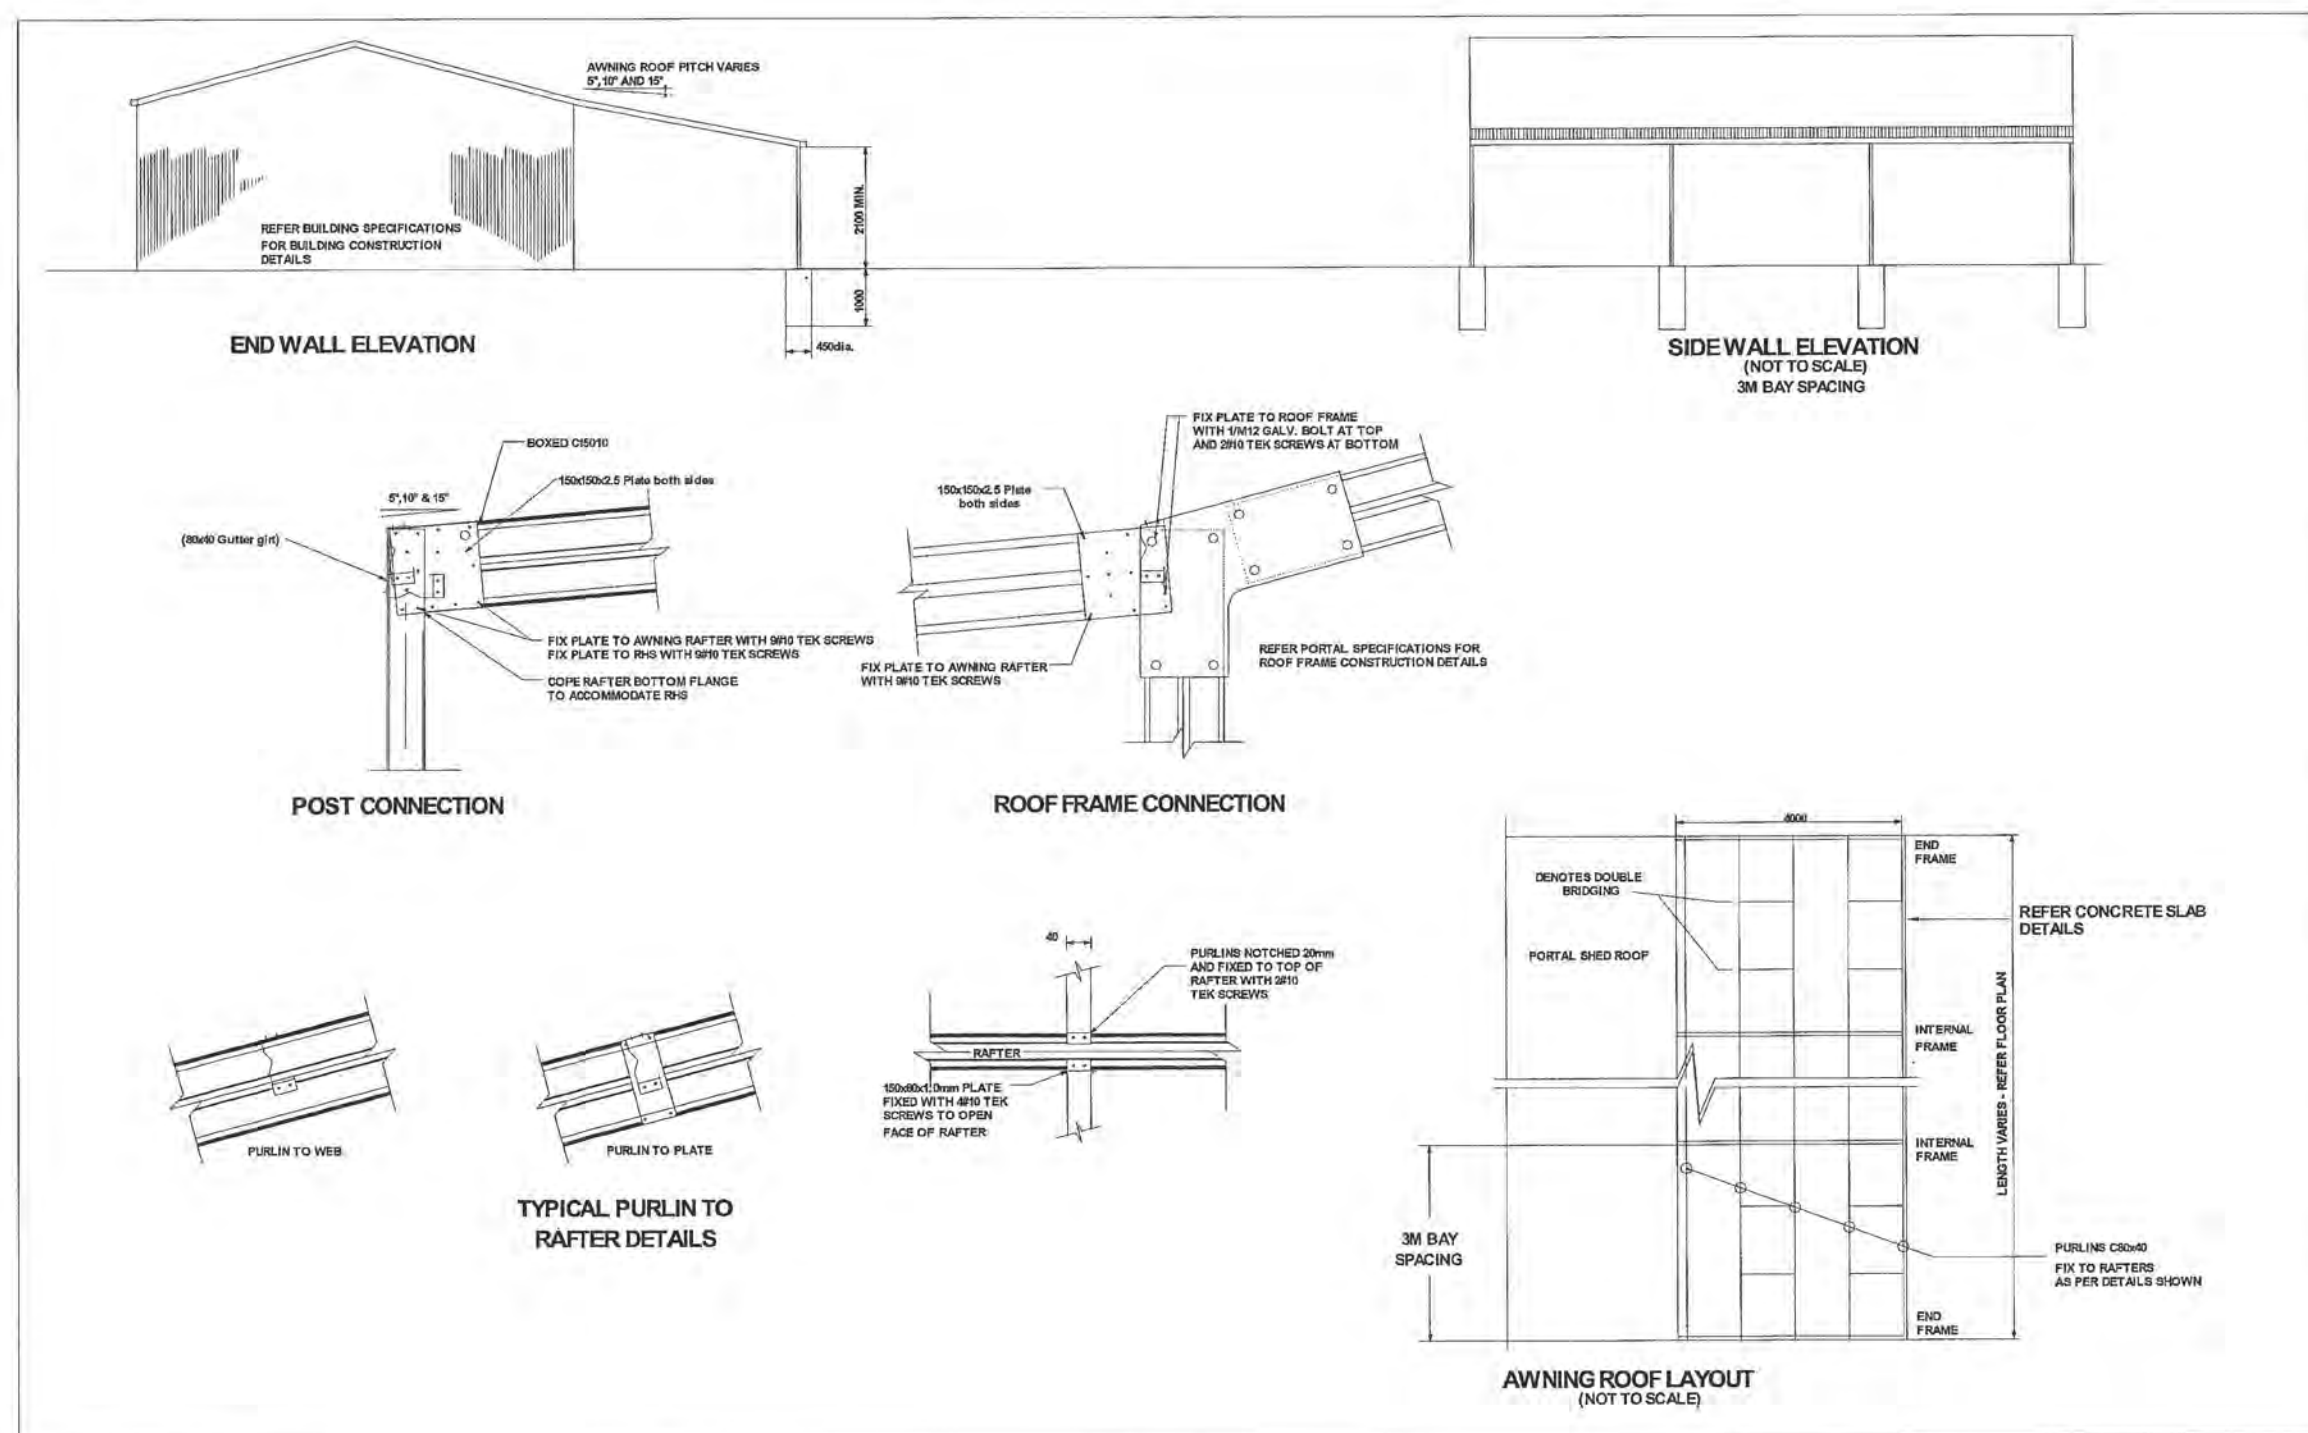 AWNING ROOF PITCH VARIES
5°,10° AND 15°
REFER BUILDING SPECIFICATIONS
FOR BUILDING CONSTRUCTION
DETAILS
2100 MIN.
1000
450dia.
END WALL ELEVATION
SIDE WALL ELEVATION
(NOT TO SCALE)
3M BAY SPACING
BOXED C15010
150x150x2.5 Plate both sides
5°,10° & 15°
(80x40 Gutter girt)
FIX PLATE TO AWNING RAFTER WITH 9#10 TEK SCREWS
FIX PLATE TO RHS WITH 9#10 TEK SCREWS
COPE RAFTER BOTTOM FLANGE
TO ACCOMMODATE RHS
POST CONNECTION
FIX PLATE TO ROOF FRAME
WITH 1/M12 GALV. BOLT AT TOP
AND 2#10 TEK SCREWS AT BOTTOM
150x150x2.5 Plate
both sides
FIX PLATE TO AWNING RAFTER
WITH 9#10 TEK SCREWS
REFER PORTAL SPECIFICATIONS FOR
ROOF FRAME CONSTRUCTION DETAILS
ROOF FRAME CONNECTION
PURLIN TO WEB
PURLIN TO PLATE
TYPICAL PURLIN TO
RAFTER DETAILS
40
PURLINS NOTCHED 20mm
AND FIXED TO TOP OF
RAFTER WITH 2#10
TEK SCREWS
RAFTER
150x80x1.0mm PLATE
FIXED WITH 4#10 TEK
SCREWS TO OPEN
FACE OF RAFTER
END
FRAME
DENOTES DOUBLE
BRIDGING
REFER CONCRETE SLAB
DETAILS
PORTAL SHED ROOF
LENGTH VARIES - REFER FLOOR PLAN
INTERNAL
FRAME
INTERNAL
FRAME
3M BAY
SPACING
PURLINS C80x40
FIX TO RAFTERS
AS PER DETAILS SHOWN
END
FRAME
AWNING ROOF LAYOUT
(NOT TO SCALE)